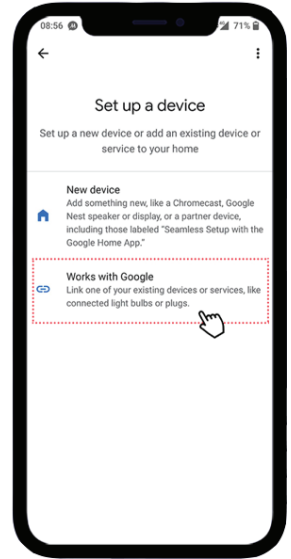 08:56 71%
Set up a device
Set up a new device or add an existing device or
service to your home
New device
Add something new, like a Chromecast, Google
Nest speaker or display, or a partner device,
including those labeled "Seamless Setup with the
Google Home App."
Works with Google
Link one of your existing devices or services, like
connected light bulbs or plugs.